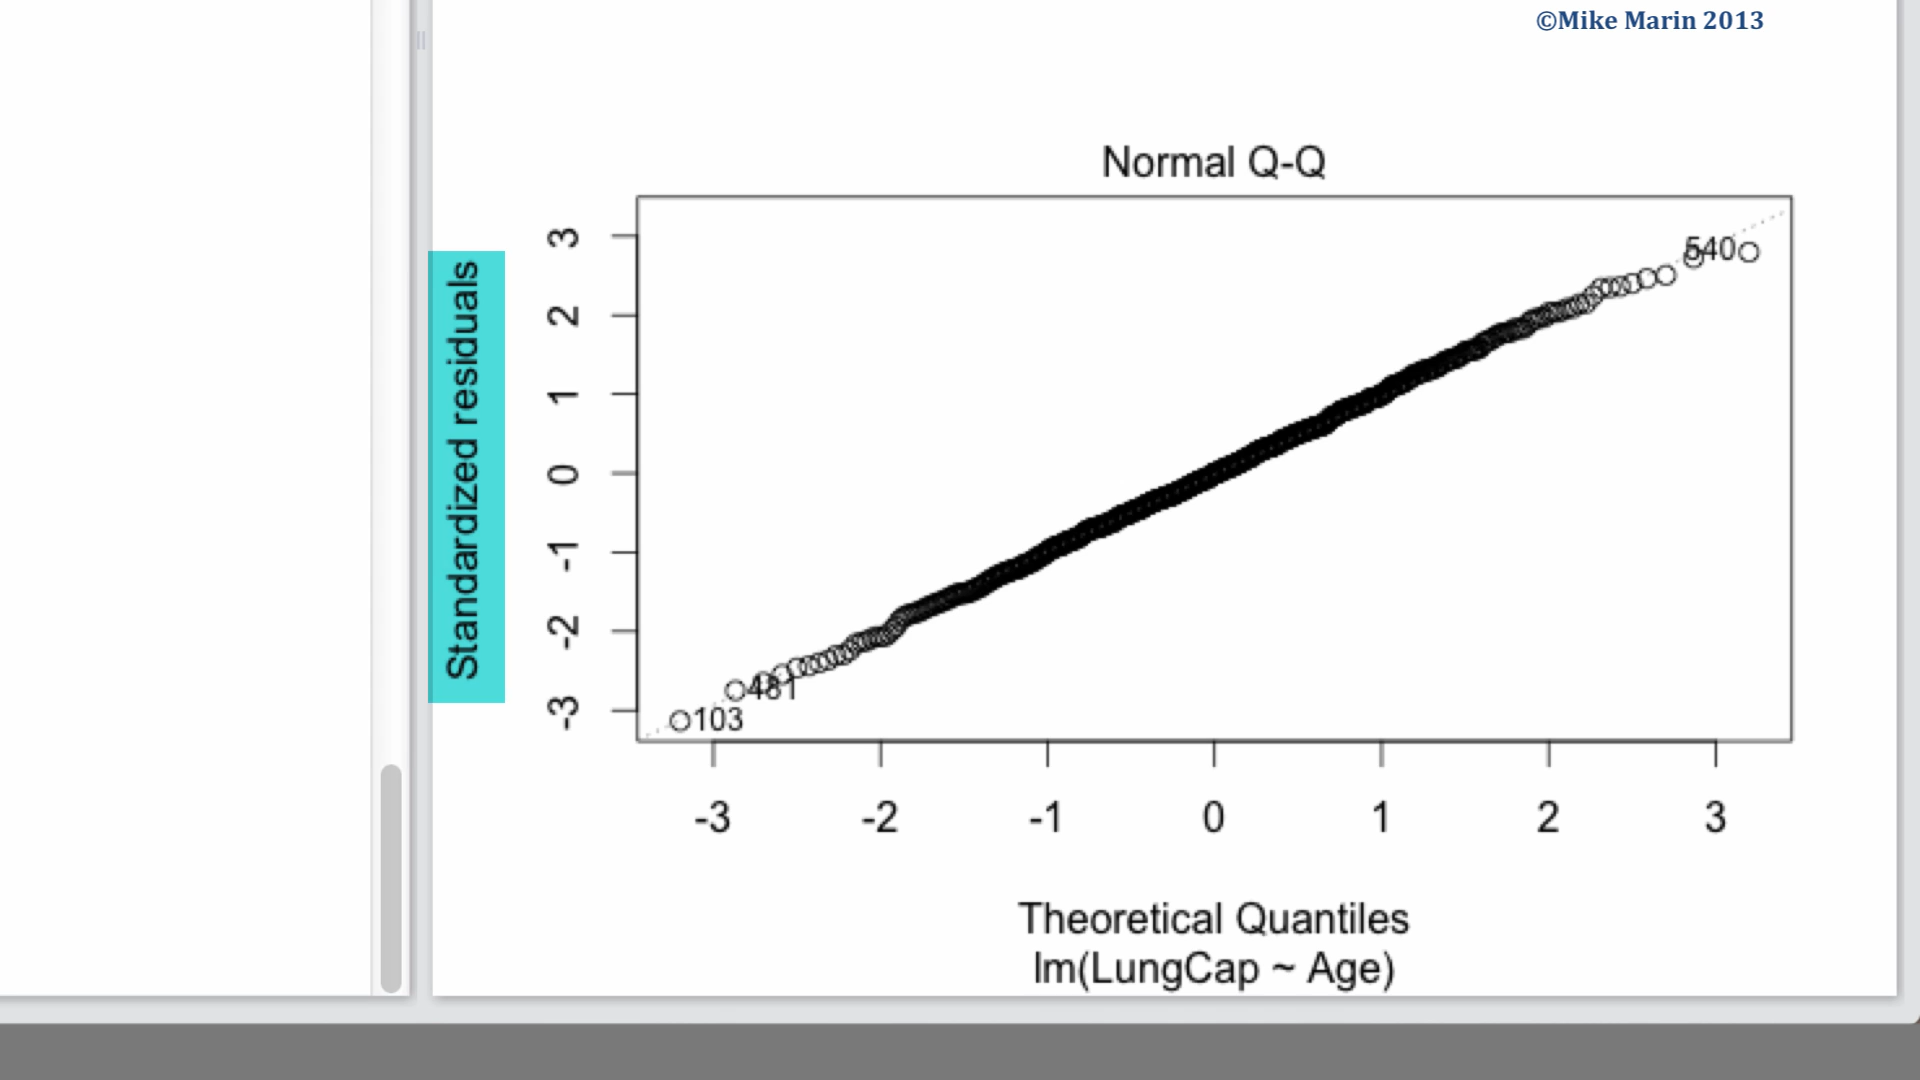 ©Mike Marin 2013
Normal Q-Q
Standardized residuals
3
2
1
0
-1
-2
-3
540
481
103
-3 -2 -1 0 1 2 3
Theoretical Quantiles
lm(LungCap ~ Age)